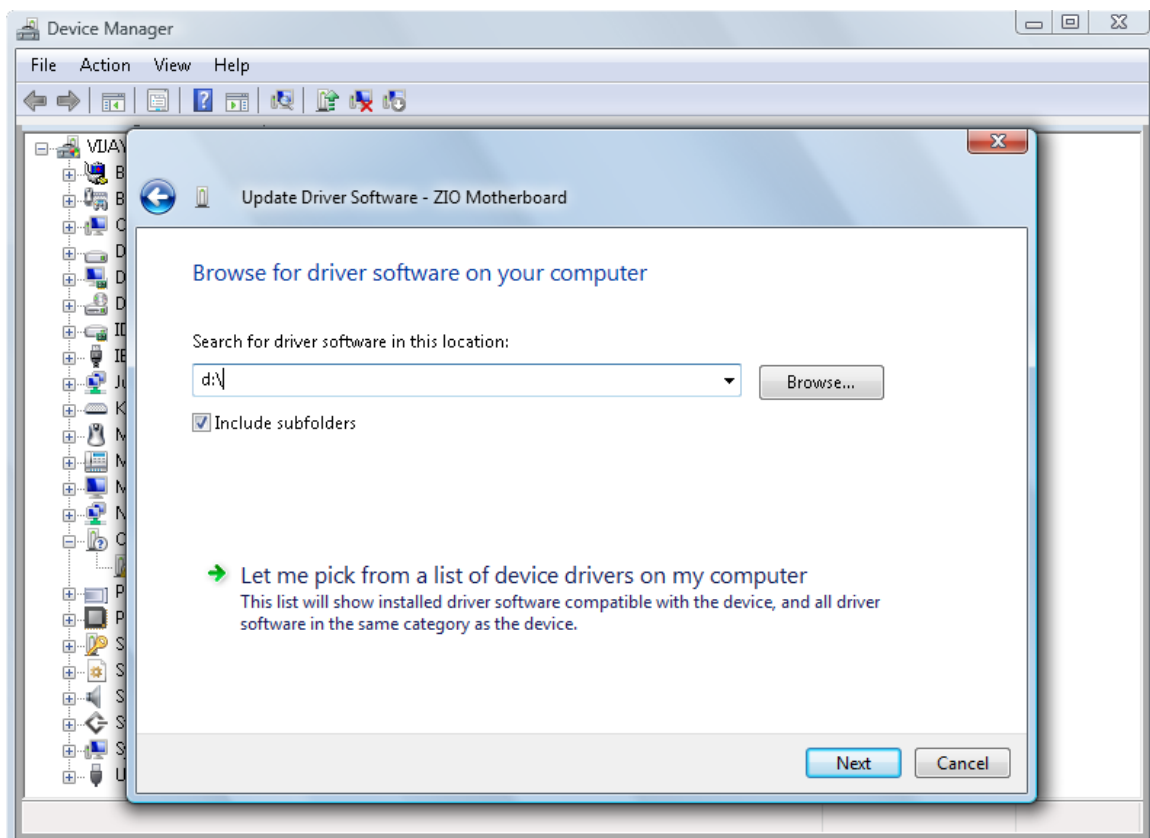 Device Manager
File Action View Help
Update Driver Software - ZIO Motherboard
Browse for driver software on your computer
Search for driver software in this location:
d:\
Browse...
Include subfolders
Let me pick from a list of device drivers on my computer
This list will show installed driver software compatible with the device, and all driver
software in the same category as the device.
Next Cancel